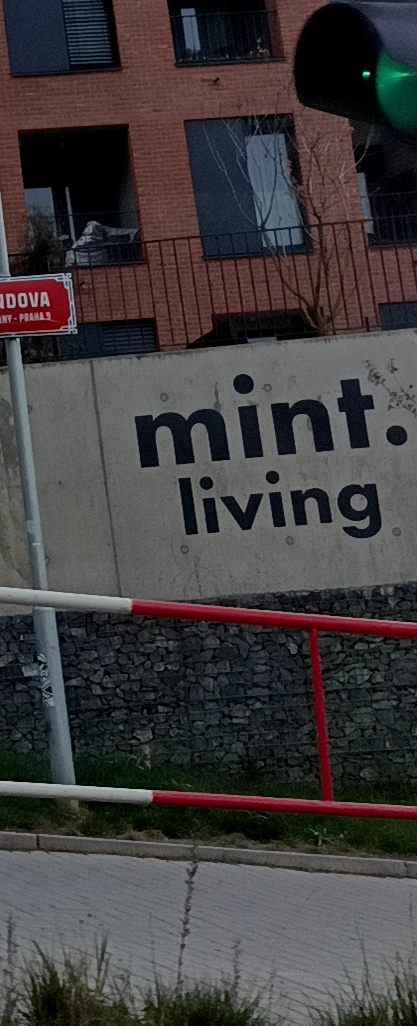 NDOVA
ANY - PRAHA 9
mint.
living